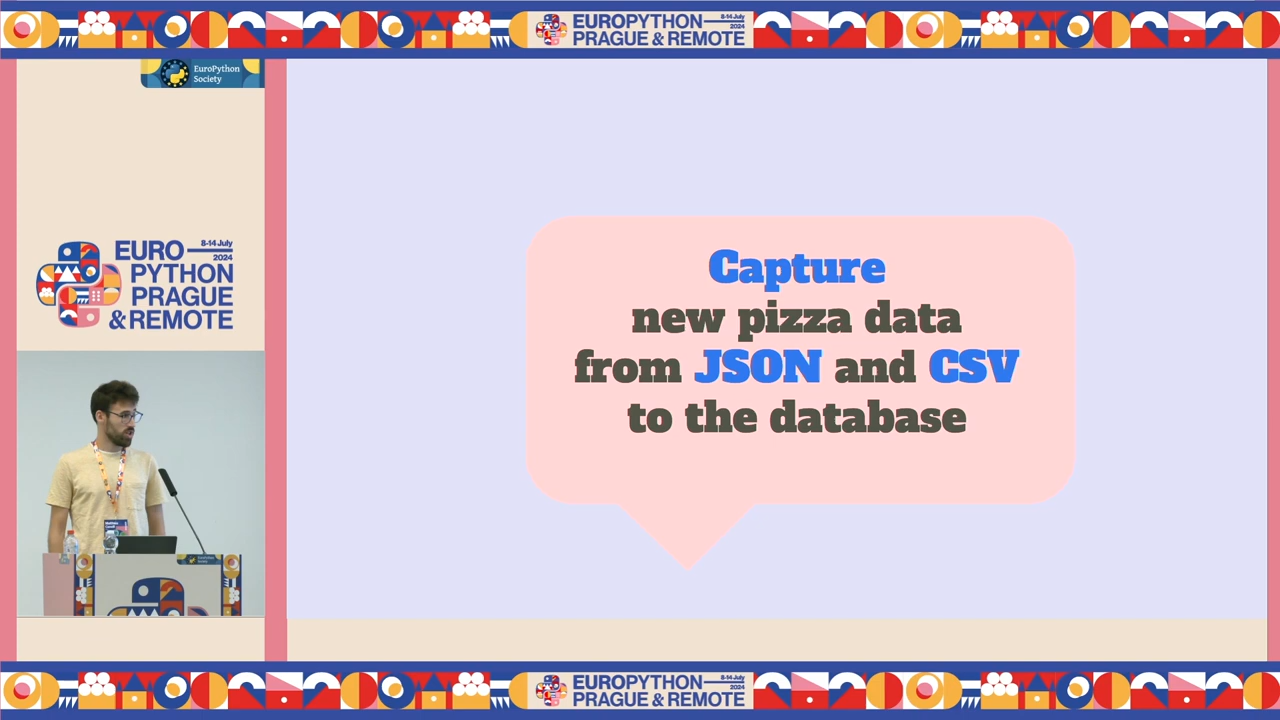 EUROPYTHON 8-14 July
2024
PRAGUE & REMOTE
EuroPython
Society
EURO 8-14 July
2024
PYTHON
PRAGUE
& REMOTE
Capture
new pizza data
from JSON and CSV
to the database
EUROPYTHON 8-14 July
2024
PRAGUE & REMOTE